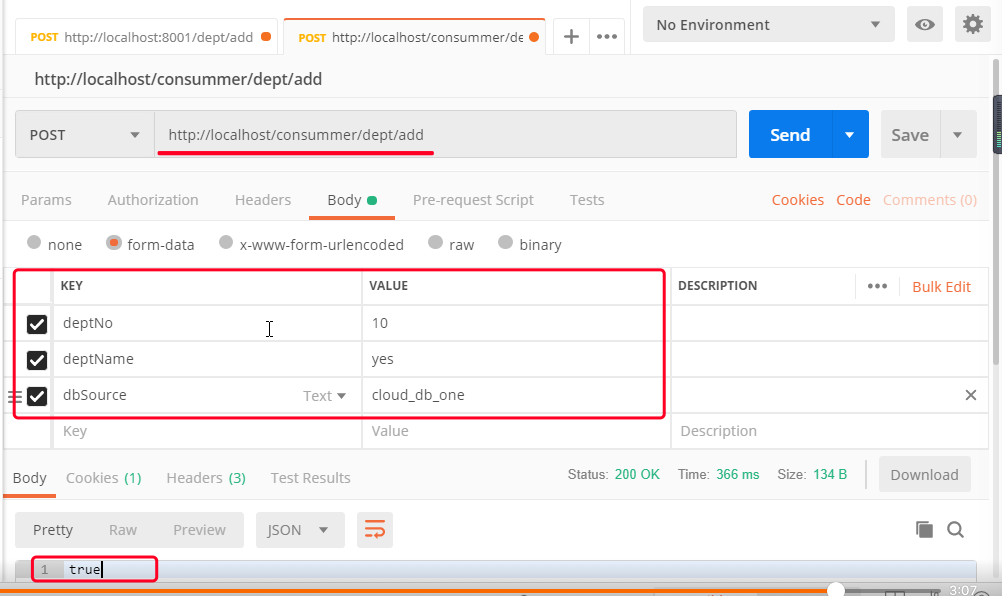 POST http://localhost:8001/dept/add
POST http://localhost/consummer/de
No Environment
http://localhost/consummer/dept/add
POST http://localhost/consummer/dept/add Send Save
Params Authorization Headers Body Pre-request Script Tests Cookies Code Comments (0)
none form-data x-www-form-urlencoded raw binary
KEY VALUE DESCRIPTION Bulk Edit
deptNo 10
deptName yes
dbSource Text cloud_db_one
Key Value Description
Body Cookies (1) Headers (3) Test Results Status: 200 OK Time: 366 ms Size: 134 B Download
Pretty Raw Preview JSON
1 true
3:07